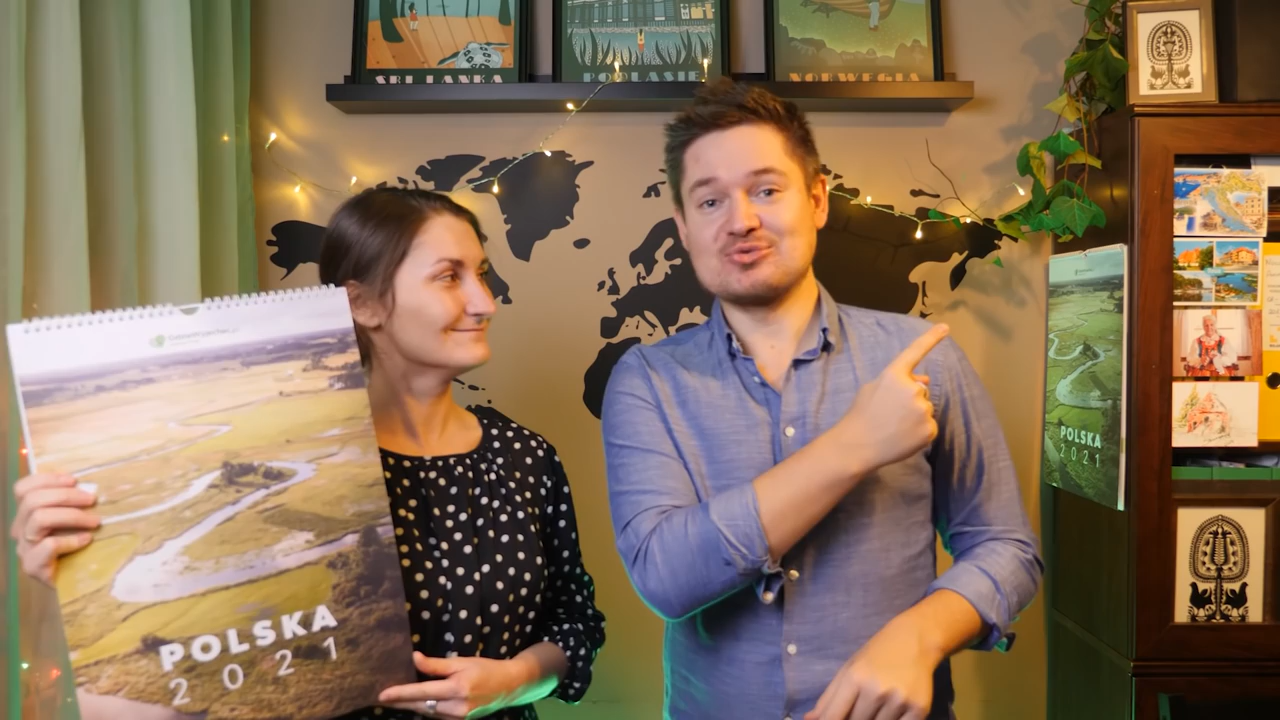 SRI LANKA
PODLASIE
NORWEGIA
POLSKA
2021
POLSKA
2021